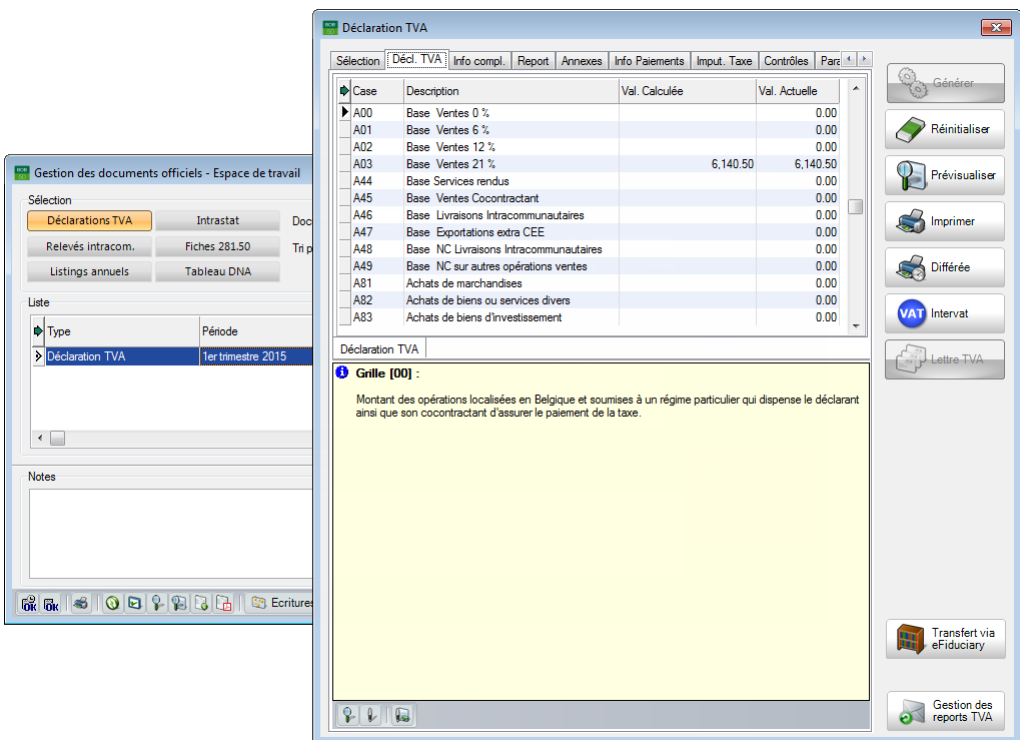 Gestion des documents officiels - Espace de travail
Sélection
Déclarations TVA
Intrastat
Doc
Relevés intracom.
Fiches 281.50
Tri p
Listings annuels
Tableau DNA
Liste
Type Période
Déclaration TVA 1er trimestre 2015
Notes
OK OK
Ecritures
Déclaration TVA
Sélection Décl. TVA Info compl. Report Annexes Info Paiements Imput. Taxe Contrôles Para
Case Description Val. Calculée Val. Actuelle
A00 Base Ventes 0 % 0.00
A01 Base Ventes 6 % 0.00
A02 Base Ventes 12 % 0.00
A03 Base Ventes 21 % 6,140.50 6,140.50
A44 Base Services rendus 0.00
A45 Base Ventes Cocontractant 0.00
A46 Base Livraisons Intracommunautaires 0.00
A47 Base Exportations extra CEE 0.00
A48 Base NC Livraisons Intracommunautaires 0.00
A49 Base NC sur autres opérations ventes 0.00
A81 Achats de marchandises 0.00
A82 Achats de biens ou services divers 0.00
A83 Achats de biens d'investissement 0.00
Déclaration TVA
Grille [00] :
Montant des opérations localisées en Belgique et soumises à un régime particulier qui dispense le déclarant
ainsi que son cocontractant d'assurer le paiement de la taxe.
Générer
Réinitialiser
Prévisualiser
Imprimer
Différée
VAT Intervat
Lettre TVA
Transfert via
eFiduciary
Gestion des
reports TVA